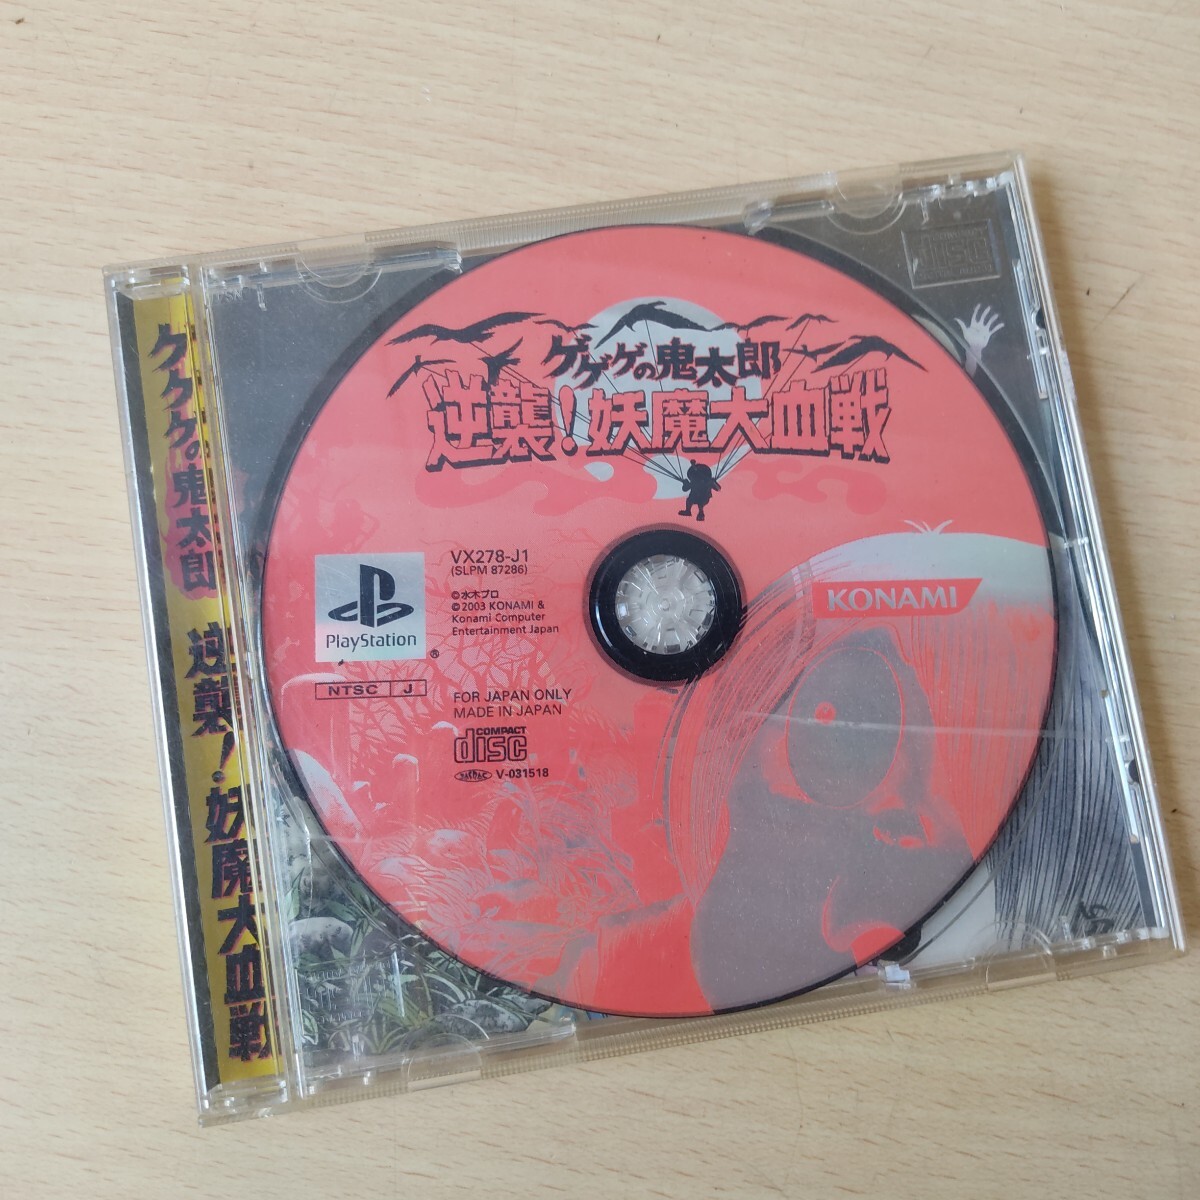 ゲゲゲの鬼太郎 逆襲!妖魔大血戦
ゲゲゲの鬼太郎
逆襲!妖魔大血戦
VX278-J1
(SLPM 87286)
©水木プロ
©2003 KONAMI &
Konami Computer
Entertainment Japan
KONAMI
PlayStation
®
NTSC J
FOR JAPAN ONLY
MADE IN JAPAN
COMPACT
disc
V-031518